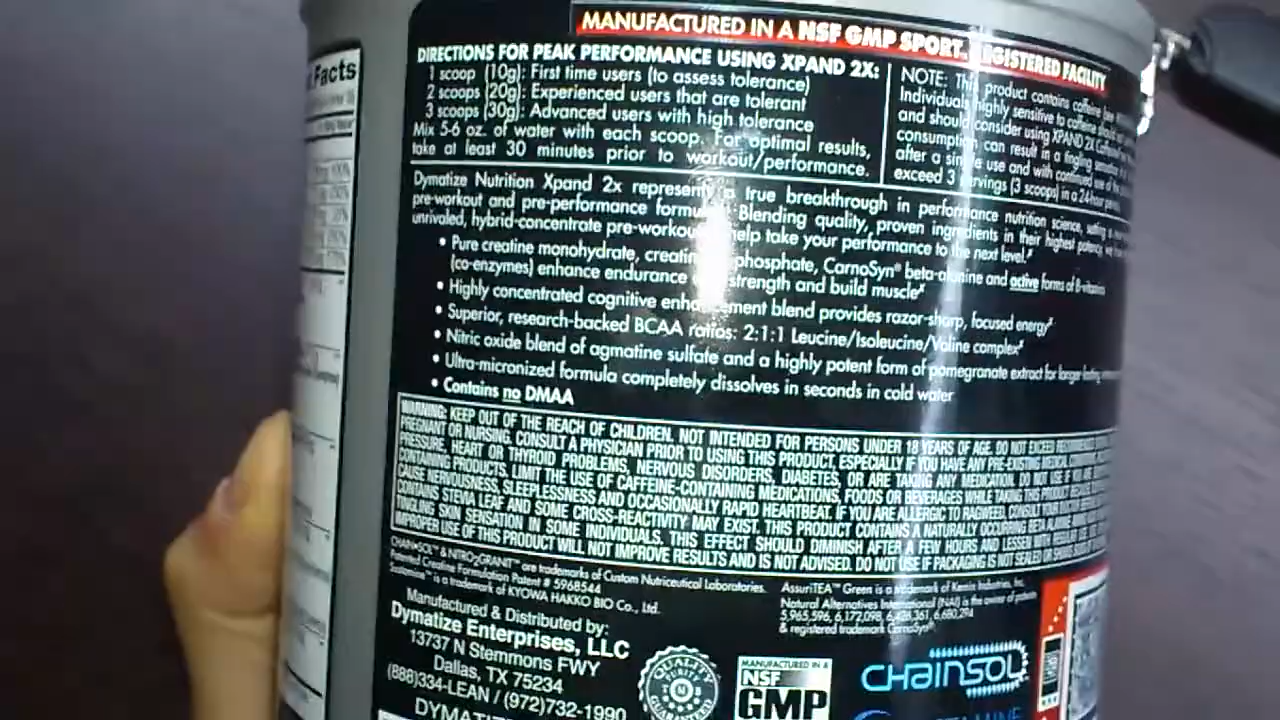 Facts
MANUFACTURED IN A NSF GMP SPORT REGISTERED FACILITY
DIRECTIONS FOR PEAK PERFORMANCE USING XPAND 2X:
1 scoop (10g): First time users (to assess tolerance)
2 scoops (20g): Experienced users that are tolerant
3 scoops (30g): Advanced users with high tolerance
Mix 5-6 oz. of water with each scoop. For optimal results,
take at least 30 minutes prior to workout/performance.
NOTE: This product contains caffeine
Individuals highly sensitive to caffeine should
and should consider using XPAND 2X
consumption can result in a tingling
after a single use and with continued use
exceed 3 servings (3 scoops) in a 24-hour
Dymatize Nutrition Xpand 2x represents a true breakthrough in performance nutrition science,
pre-workout and pre-performance Blending quality, proven ingredients in their highest potency,
unrivaled, hybrid-concentrate pre-workout help take your performance to the next level.
• Pure creatine monohydrate, creatine phosphate, CarnoSyn® beta-alanine and active forms of B-vitamins
(co-enzymes) enhance endurance strength and build muscle
• Highly concentrated cognitive enhancement blend provides razor-sharp, focused energy
• Superior, research-backed BCAA ratios: 2:1:1 Leucine/Isoleucine/Valine complex
• Nitric oxide blend of agmatine sulfate and a highly potent form of pomegranate extract for longer-lasting
• Ultra-micronized formula completely dissolves in seconds in cold water
• Contains no DMAA
WARNING: KEEP OUT OF THE REACH OF CHILDREN. NOT INTENDED FOR PERSONS UNDER 18 YEARS OF AGE. DO NOT EXCEED
PREGNANT OR NURSING. CONSULT A PHYSICIAN PRIOR TO USING THIS PRODUCT, ESPECIALLY IF YOU HAVE ANY PRE-EXISTING MEDICAL
PRESSURE, HEART OR THYROID PROBLEMS, NERVOUS DISORDERS, DIABETES, OR ARE TAKING ANY MEDICATION. DO NOT USE IF
CONTAINING PRODUCTS. LIMIT THE USE OF CAFFEINE-CONTAINING MEDICATIONS, FOODS OR BEVERAGES WHILE TAKING THIS PRODUCT
CAUSE NERVOUSNESS, SLEEPLESSNESS AND OCCASIONALLY RAPID HEARTBEAT. IF YOU ARE ALLERGIC TO RAGWEED, CONSULT YOUR
CONTAINS STEVIA LEAF AND SOME CROSS-REACTIVITY MAY EXIST. THIS PRODUCT CONTAINS A NATURALLY OCCURRING BETA ALANINE
TINGLING SKIN SENSATION IN SOME INDIVIDUALS. THIS EFFECT SHOULD DIMINISH AFTER A FEW HOURS AND LESSEN WITH REGULAR USE.
IMPROPER USE OF THIS PRODUCT WILL NOT IMPROVE RESULTS AND IS NOT ADVISED. DO NOT USE IF PACKAGING IS NOT SEALED OR
CHAIN•SOL™ & NITRO2GRANIT™ are trademarks of Custom Nutriceutical Laboratories.
Patented Creatine Formulation Patent # 5968544
is a trademark of KYOWA HAKKO BIO Co., Ltd.
AssuriTEA™ Green is a trademark of Kemin Industries, Inc.
Natural Alternatives International (NAI) is the owner of patents
5,965,596, 6,172,098, 6,426,361, 6,680,294
& registered trademark CarnoSyn®.
Manufactured & Distributed by:
Dymatize Enterprises, LLC
13737 N Stemmons FWY
Dallas, TX 75234
(888)334-LEAN / (972)732-1990
QUALITY
PURITY
GUARANTEED
MANUFACTURED IN A
NSF
GMP
CHAINSOL